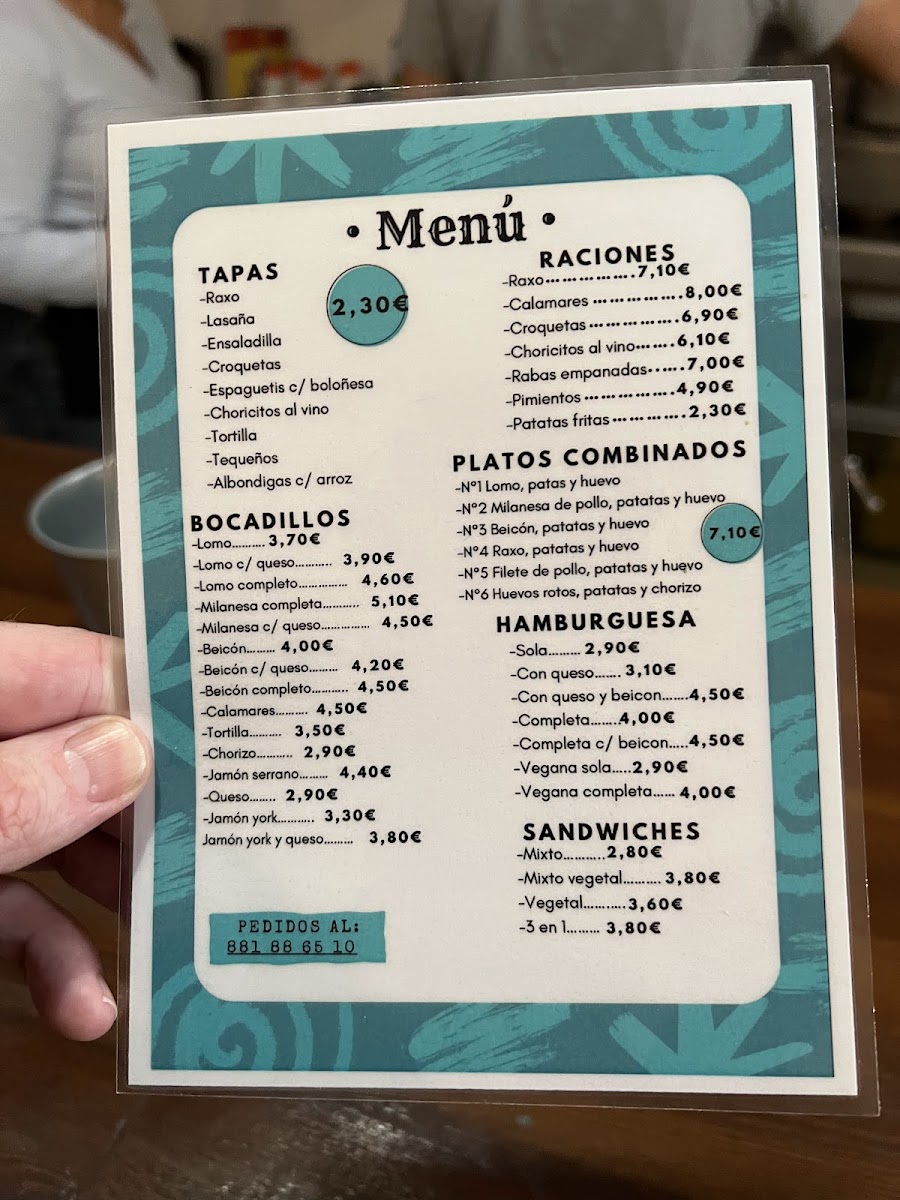 · Menú ·
TAPAS
2,30€
-Raxo
-Lasaña
-Ensaladilla
-Croquetas
-Espaguetis c/ boloñesa
-Choricitos al vino
-Tortilla
-Tequeños
-Albondigas c/ arroz
BOCADILLOS
-Lomo.......... 3,70€
-Lomo c/ queso........... 3,90€
-Lomo completo............... 4,60€
-Milanesa completa........... 5,10€
-Milanesa c/ queso............... 4,50€
-Beicón........ 4,00€
-Beicón c/ queso......... 4,20€
-Beicón completo........... 4,50€
-Calamares.......... 4,50€
-Tortilla.......... 3,50€
-Chorizo........... 2,90€
-Jamón serrano......... 4,40€
-Queso........ 2,90€
-Jamón york........... 3,30€
Jamón york y queso......... 3,80€
PEDIDOS AL:
881 88 65 10
RACIONES
-Raxo................7,10€
-Calamares ................8,00€
-Croquetas ................6,90€
-Choricitos al vino........6,10€
-Rabas empanadas......7,00€
-Pimientos ................4,90€
-Patatas fritas .............2,30€
PLATOS COMBINADOS
7,10€
-Nº1 Lomo, patas y huevo
-Nº2 Milanesa de pollo, patatas y huevo
-Nº3 Beicón, patatas y huevo
-Nº4 Raxo, patatas y huevo
-Nº5 Filete de pollo, patatas y huevo
-Nº6 Huevos rotos, patatas y chorizo
HAMBURGUESA
-Sola......... 2,90€
-Con queso....... 3,10€
-Con queso y beicon.......4,50€
-Completa........4,00€
-Completa c/ beicon.....4,50€
-Vegana sola.....2,90€
-Vegana completa...... 4,00€
SANDWICHES
-Mixto...........2,80€
-Mixto vegetal.......... 3,80€
-Vegetal...........3,60€
-3 en 1......... 3,80€